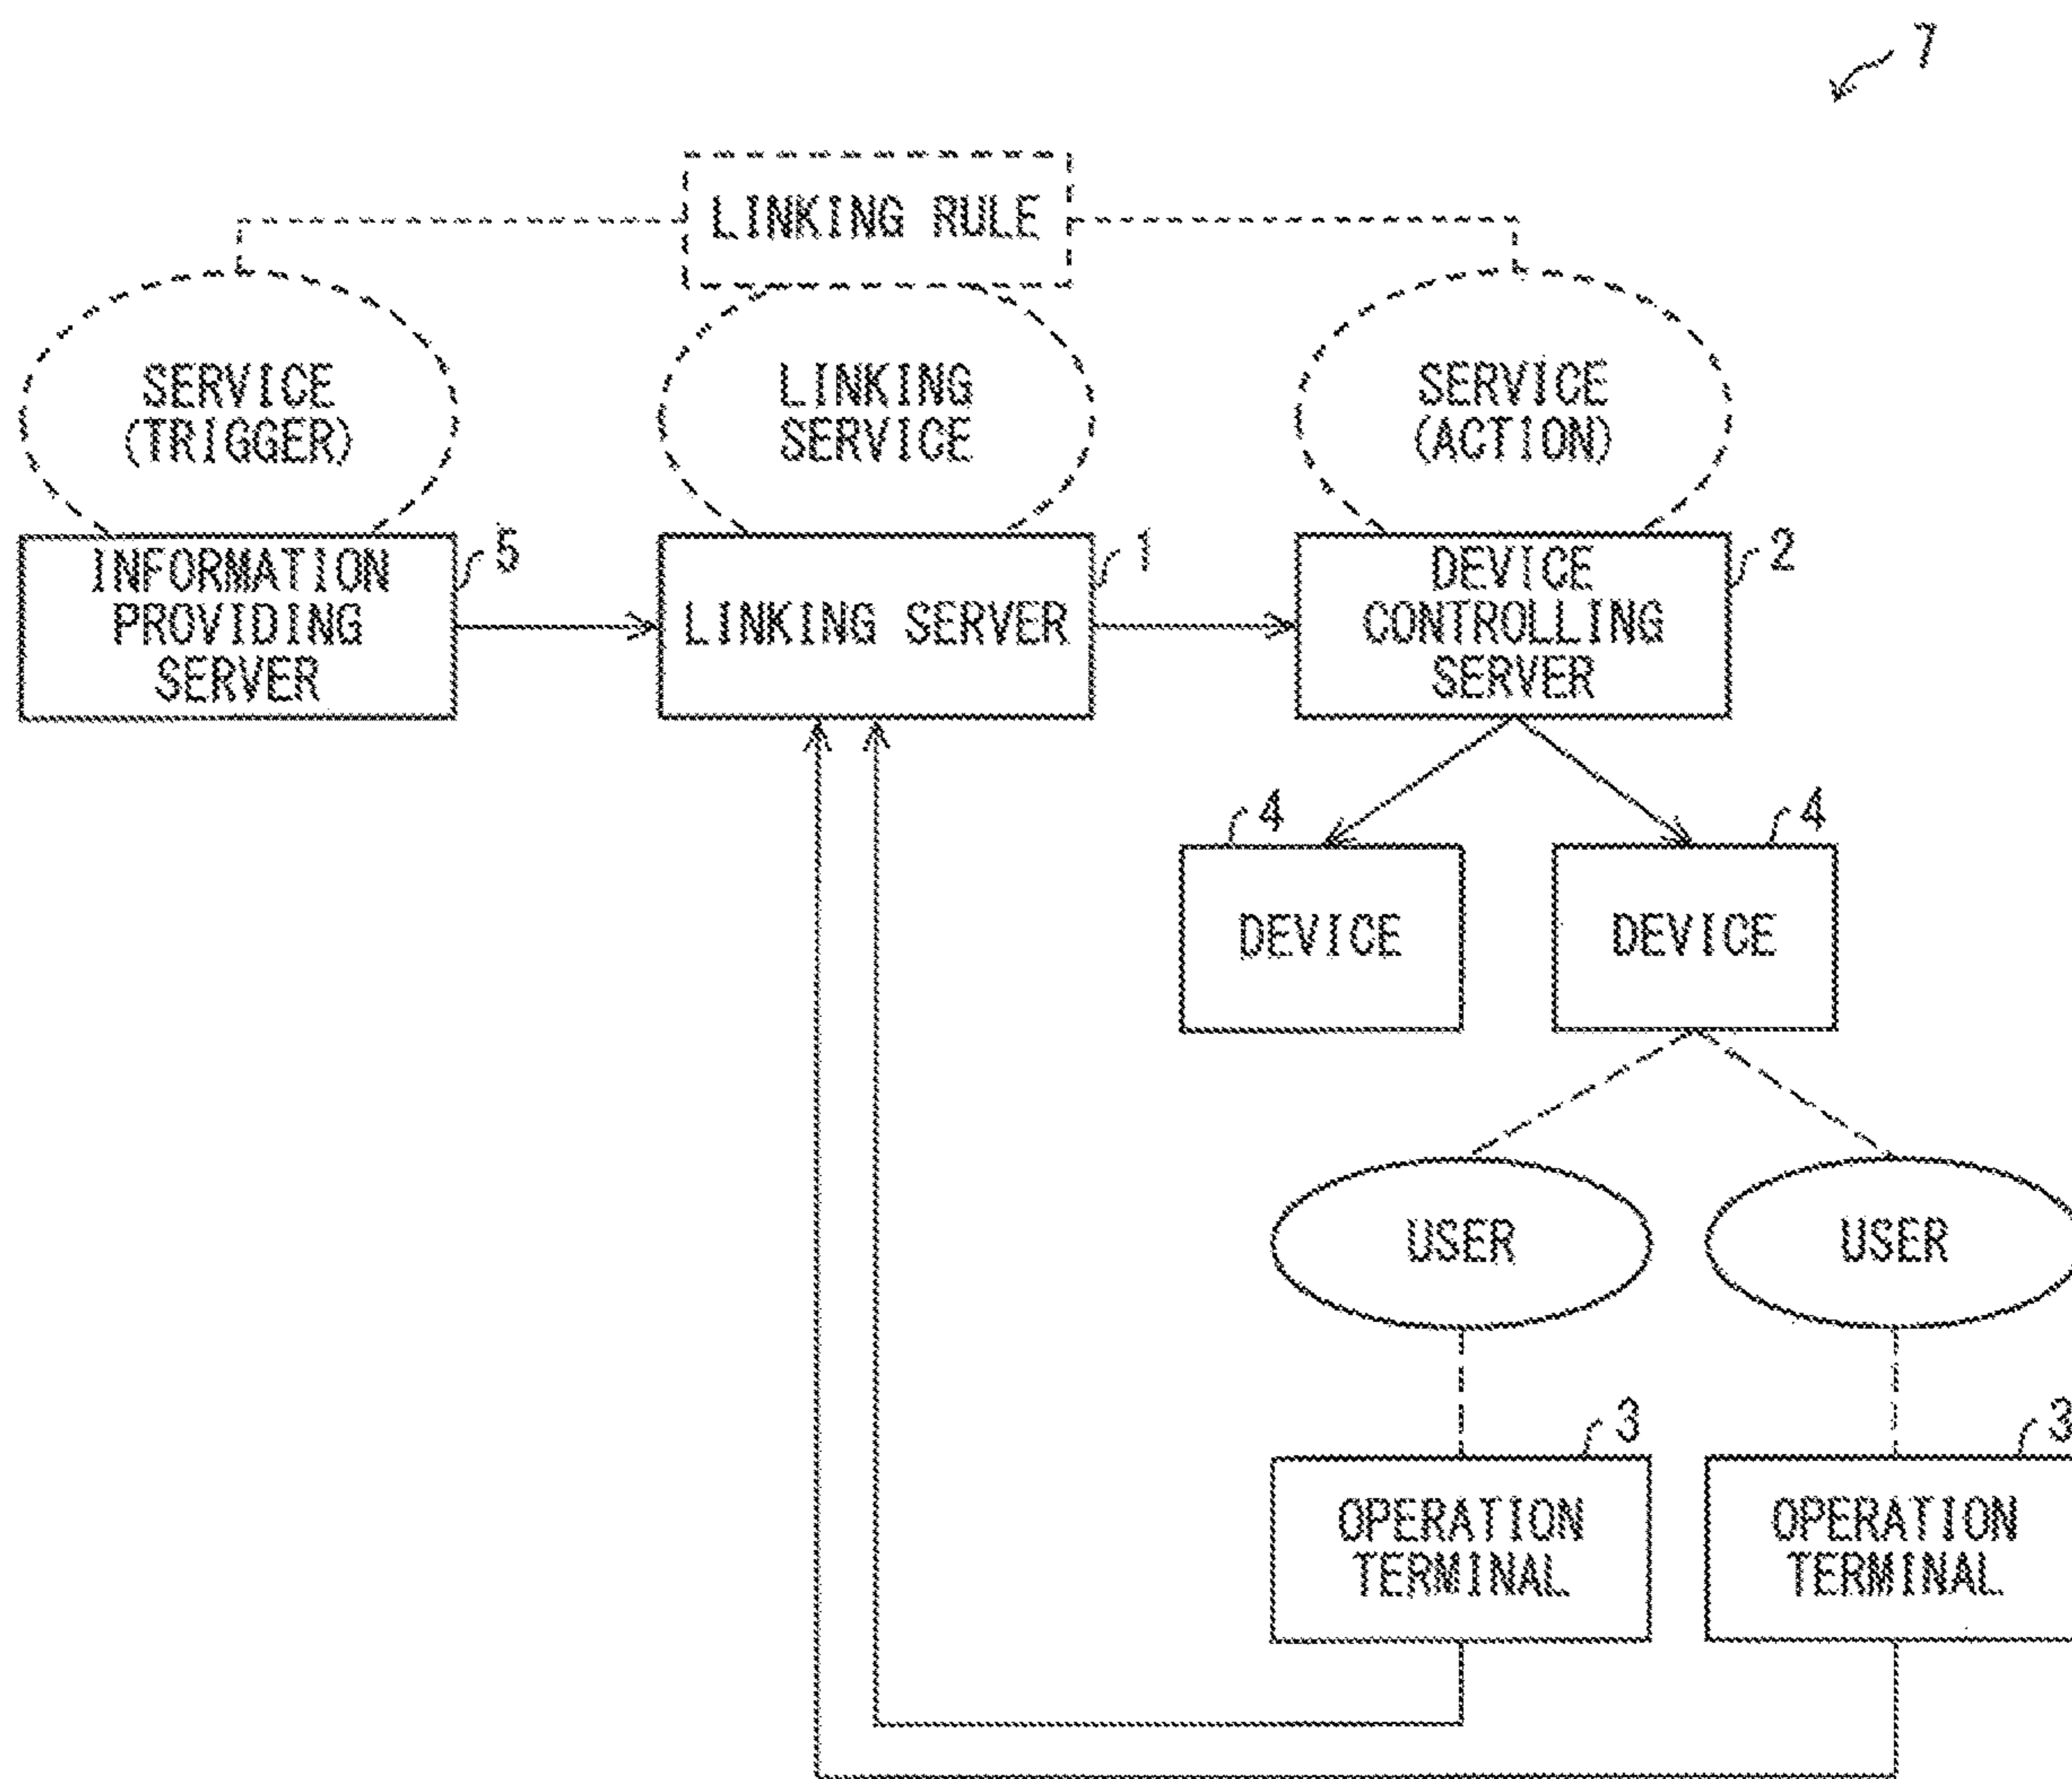 7
LINKING RULE
SERVICE
(TRIGGER)
LINKING
SERVICE
SERVICE
(ACTION)
5
1
2
INFORMATION
PROVIDING
SERVER
LINKING SERVER
DEVICE
CONTROLLING
SERVER
4
4
DEVICE
DEVICE
USER
USER
3
3
OPERATION
TERMINAL
OPERATION
TERMINAL